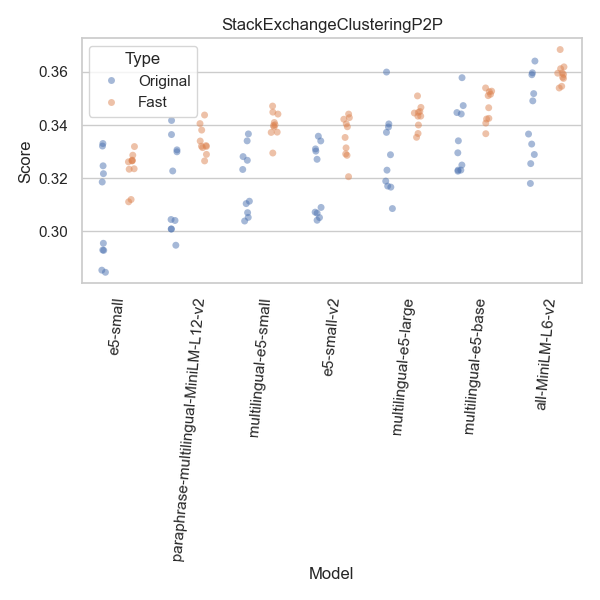 StackExchangeClusteringP2P
Type
Original
Fast
Score
0.36
0.34
0.32
0.30
e5-small
paraphrase-multilingual-MiniLM-L12-v2
multilingual-e5-small
e5-small-v2
multilingual-e5-large
multilingual-e5-base
all-MiniLM-L6-v2
Model